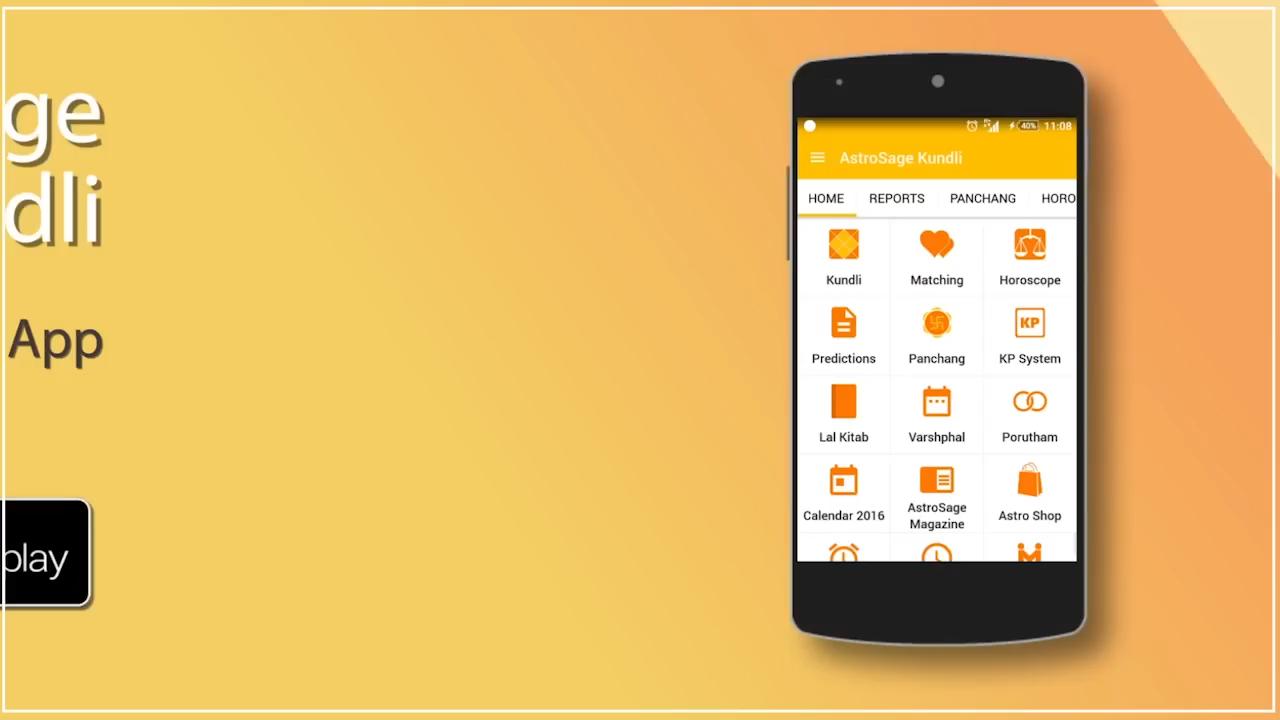 ge
dli
App
play
40% 11:08
AstroSage Kundli
HOME REPORTS PANCHANG HORO
Kundli Matching Horoscope
KP
Predictions Panchang KP System
Lal Kitab Varshphal Porutham
Calendar 2016 AstroSage Magazine Astro Shop